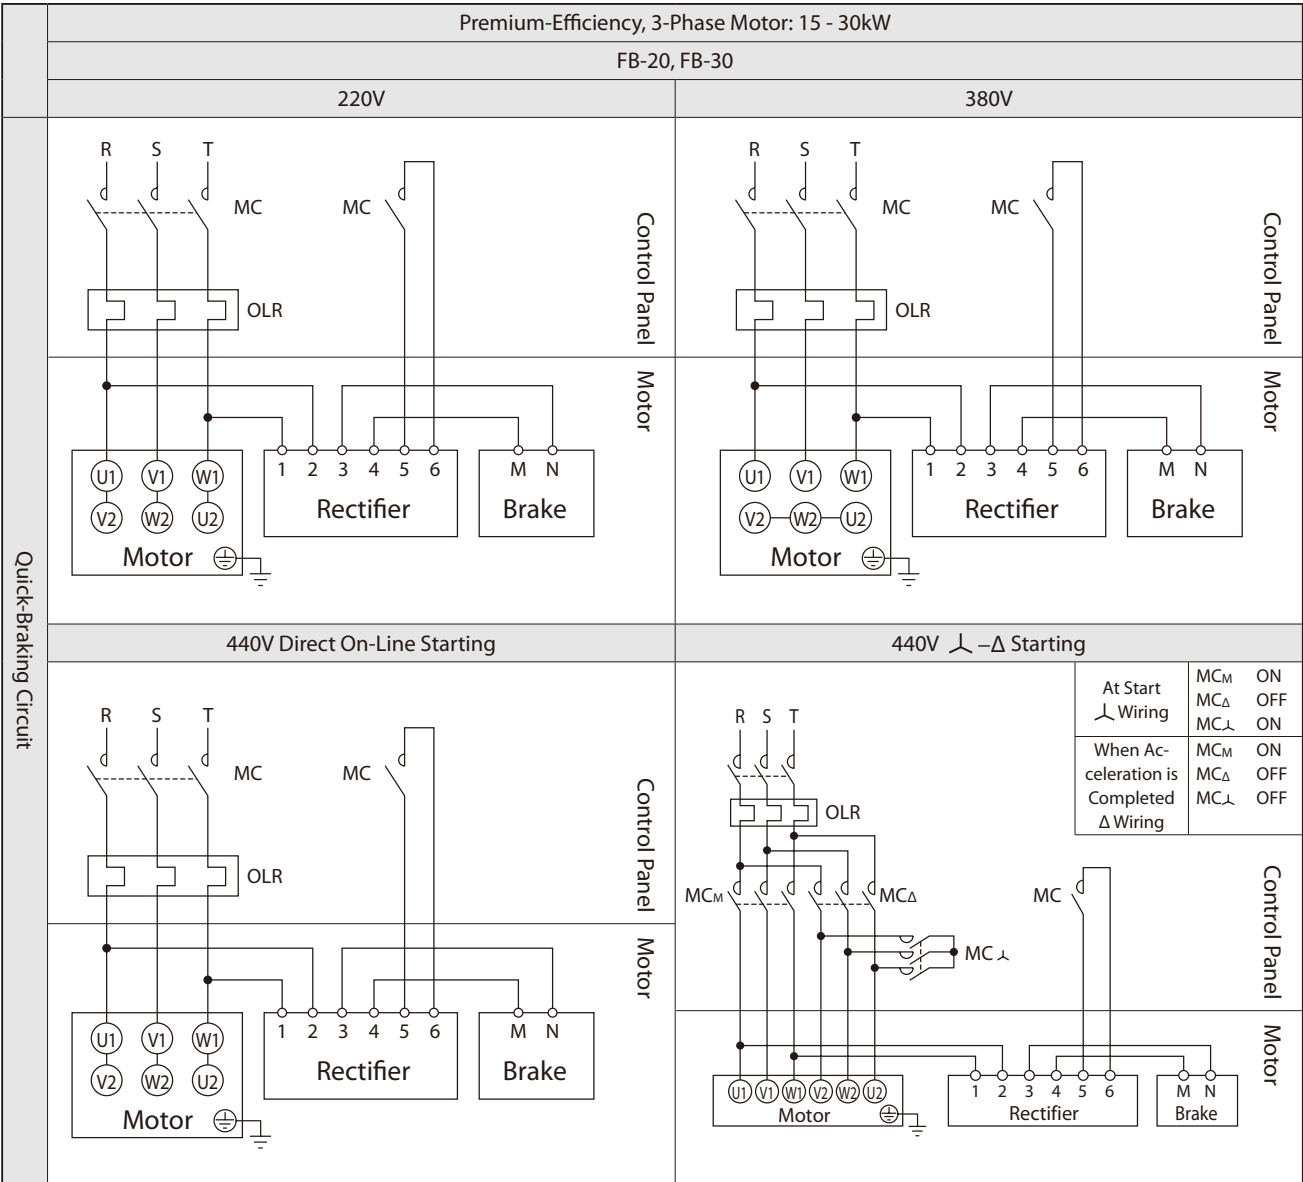 Premium-Efficiency, 3-Phase Motor: 15 - 30kW
FB-20, FB-30
220V
380V
Quick-Braking Circuit
R S T
MC
MC
OLR
Control Panel
Motor
U1 V1 W1
V2 W2 U2
Motor
1 2 3 4 5 6
Rectifier
M N
Brake
R S T
MC
MC
OLR
Control Panel
Motor
U1 V1 W1
V2 W2 U2
Motor
1 2 3 4 5 6
Rectifier
M N
Brake
440V Direct On-Line Starting
440V ⅄ –Δ Starting
R S T
MC
MC
OLR
Control Panel
Motor
U1 V1 W1
V2 W2 U2
Motor
1 2 3 4 5 6
Rectifier
M N
Brake
At Start
⅄ Wiring
MCM ON
MCΔ OFF
MC⅄ ON
When Ac-
celeration is
Completed
Δ Wiring
MCM ON
MCΔ OFF
MC⅄ OFF
R S T
OLR
MCM
MCΔ
MC
MC⅄
Control Panel
Motor
U1 V1 W1 V2 W2 U2
Motor
1 2 3 4 5 6
Rectifier
M N
Brake